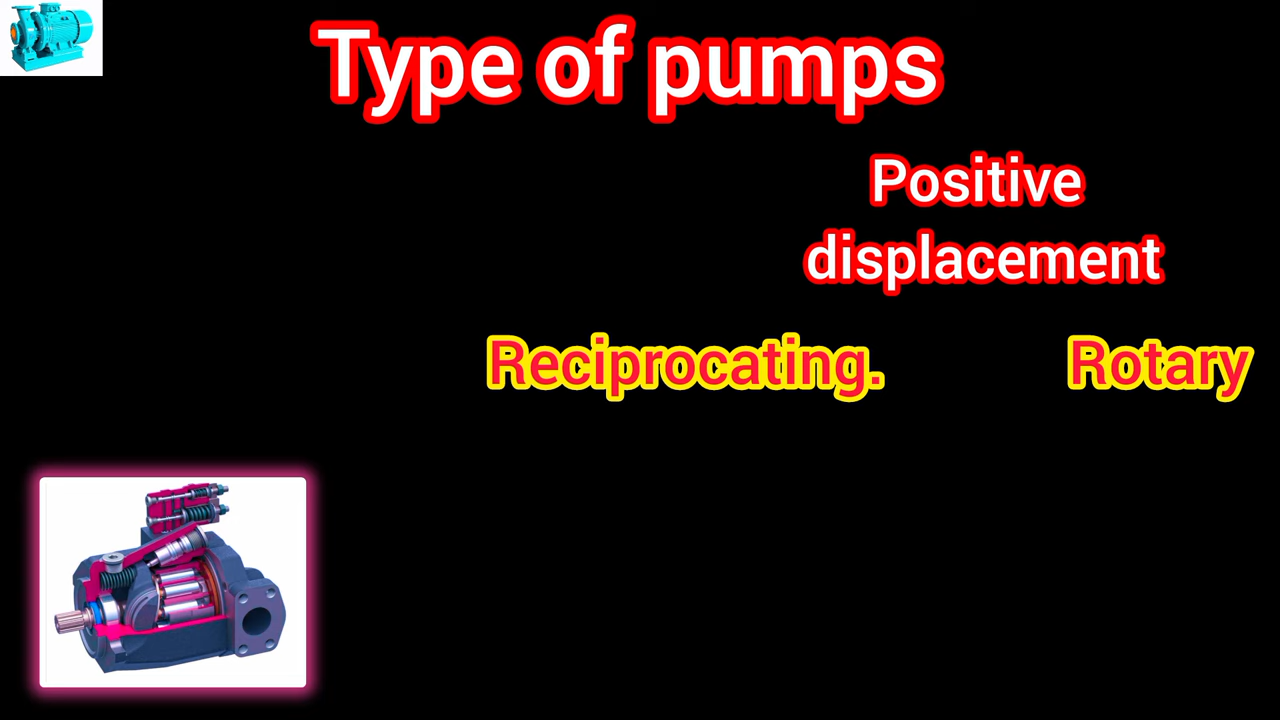 Type of pumps
Positive
displacement
Reciprocating. Rotary